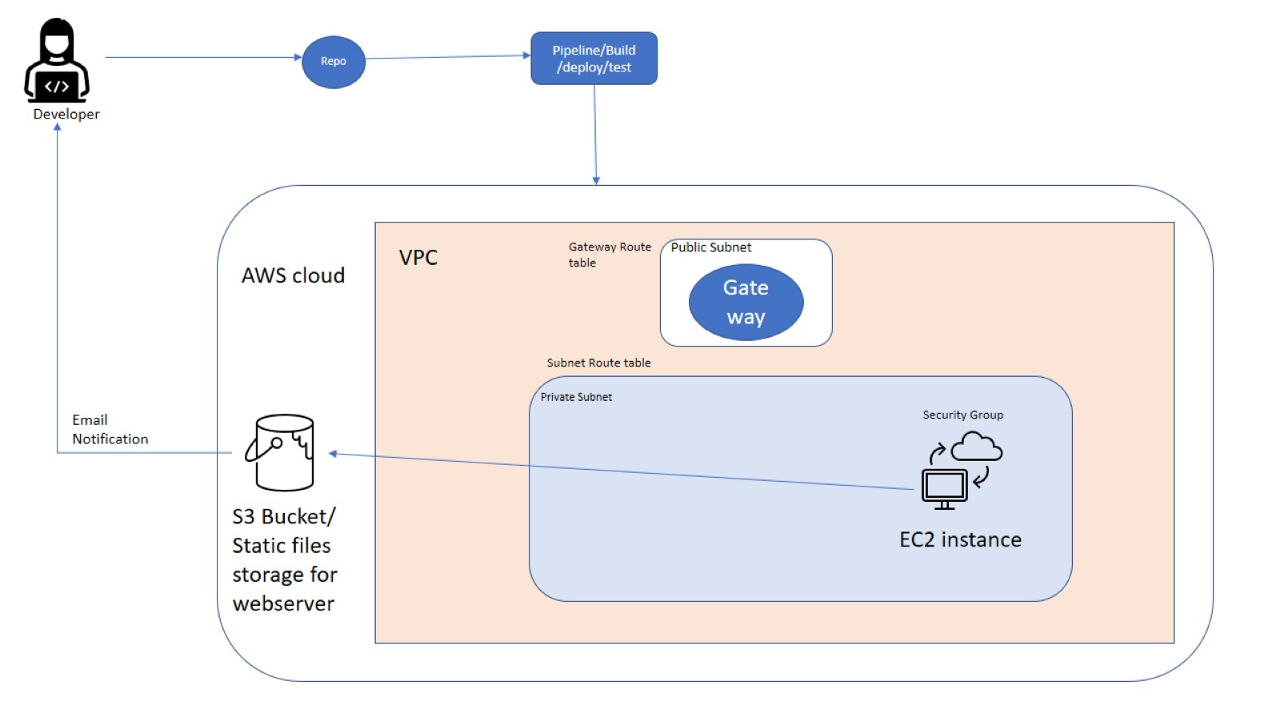 </>
Developer
Repo
Pipeline/Build
/deploy/test
AWS cloud
VPC
Gateway Route
table
Public Subnet
Gate
way
Subnet Route table
Private Subnet
Security Group
EC2 instance
Email
Notification
S3 Bucket/
Static files
storage for
webserver